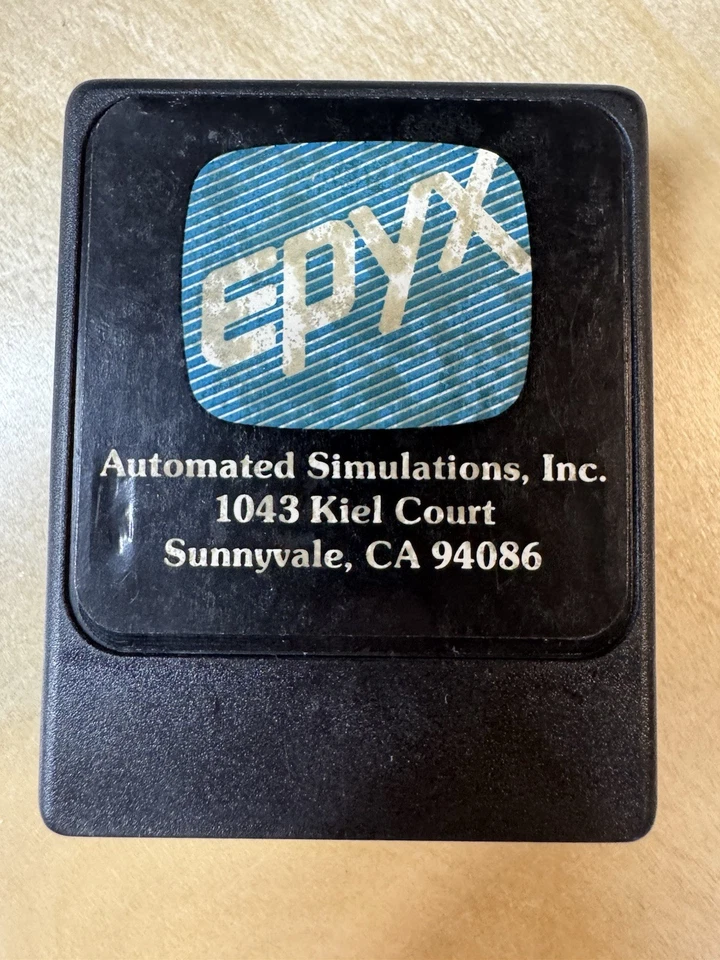 EPYX
Automated Simulations, Inc.
1043 Kiel Court
Sunnyvale, CA 94086